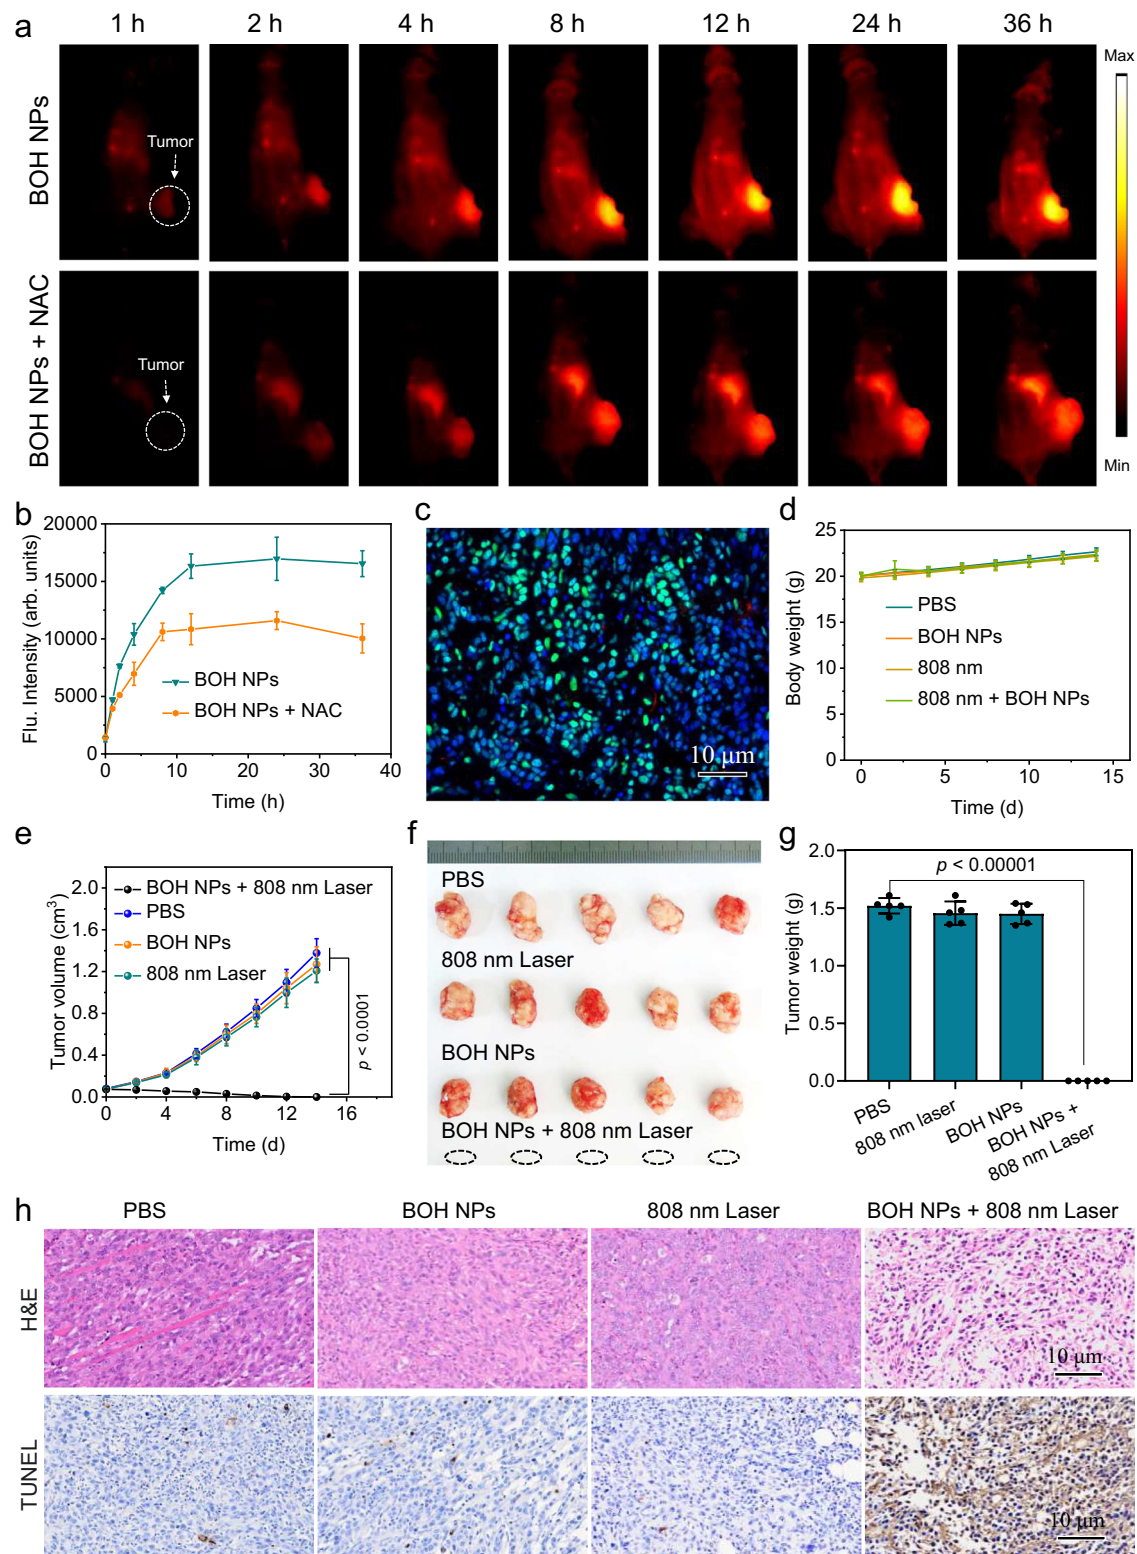 a
1 h
2 h
4 h
8 h
12 h
24 h
36 h
BOH NPs
Tumor
Max
BOH NPs + NAC
Tumor
Min
b
Flu. Intensity (arb. units)
20000
15000
10000
5000
0
BOH NPs
BOH NPs + NAC
0
10
20
30
40
Time (h)
c
10 μm
d
Body weight (g)
25
20
15
10
5
0
PBS
BOH NPs
808 nm
808 nm + BOH NPs
0
5
10
15
Time (d)
e
Tumor volume (cm³)
2.0
1.6
1.2
0.8
0.4
0.0
BOH NPs + 808 nm Laser
PBS
BOH NPs
808 nm Laser
p < 0.0001
0
4
8
12
16
Time (d)
f
PBS
808 nm Laser
BOH NPs
BOH NPs + 808 nm Laser
g
Tumor weight (g)
2.0
1.5
1.0
0.5
0.0
p < 0.00001
PBS
808 nm laser
BOH NPs
BOH NPs +
808 nm Laser
h
PBS
BOH NPs
808 nm Laser
BOH NPs + 808 nm Laser
H&E
10 μm
TUNEL
10 μm